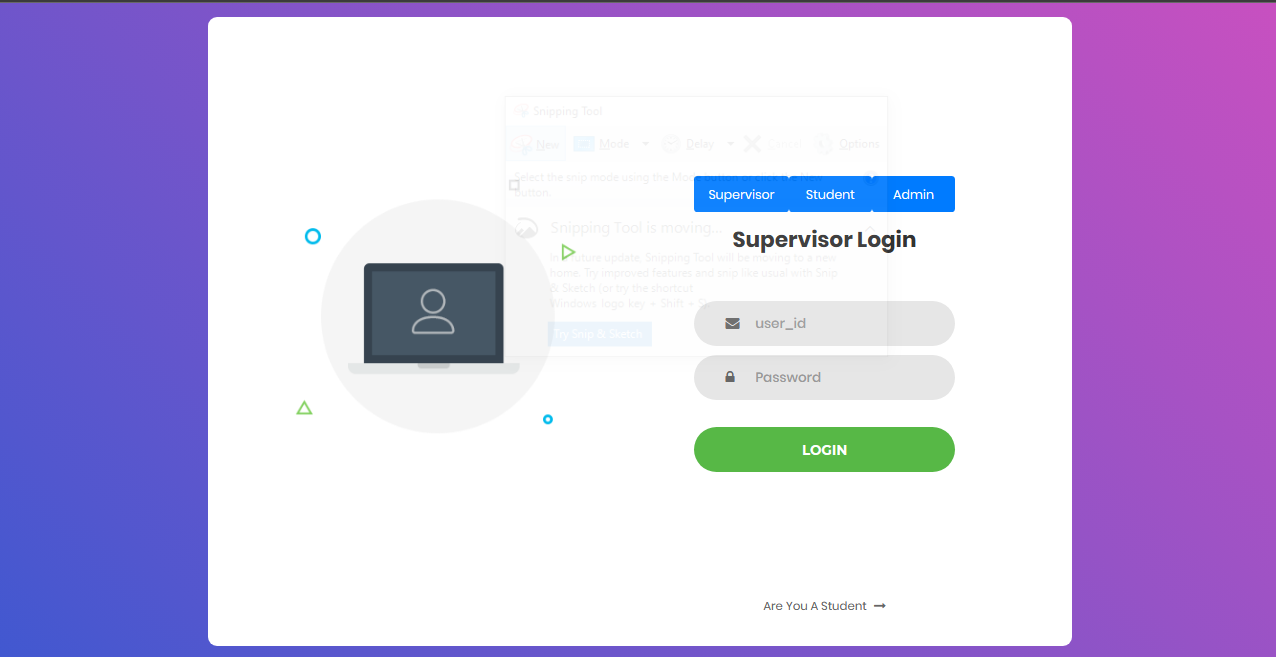 Snipping Tool
New Mode Delay Cancel Options
Select the snip mode using the Mode button or click the New
button.
Supervisor Student Admin
Snipping Tool is moving...
Supervisor Login
In a future update, Snipping Tool will be moving to a new
home. Try improved features and snip like usual with Snip
& Sketch (or try the shortcut
Windows logo key + Shift + S
Try Snip & Sketch
user_id
Password
LOGIN
Are You A Student